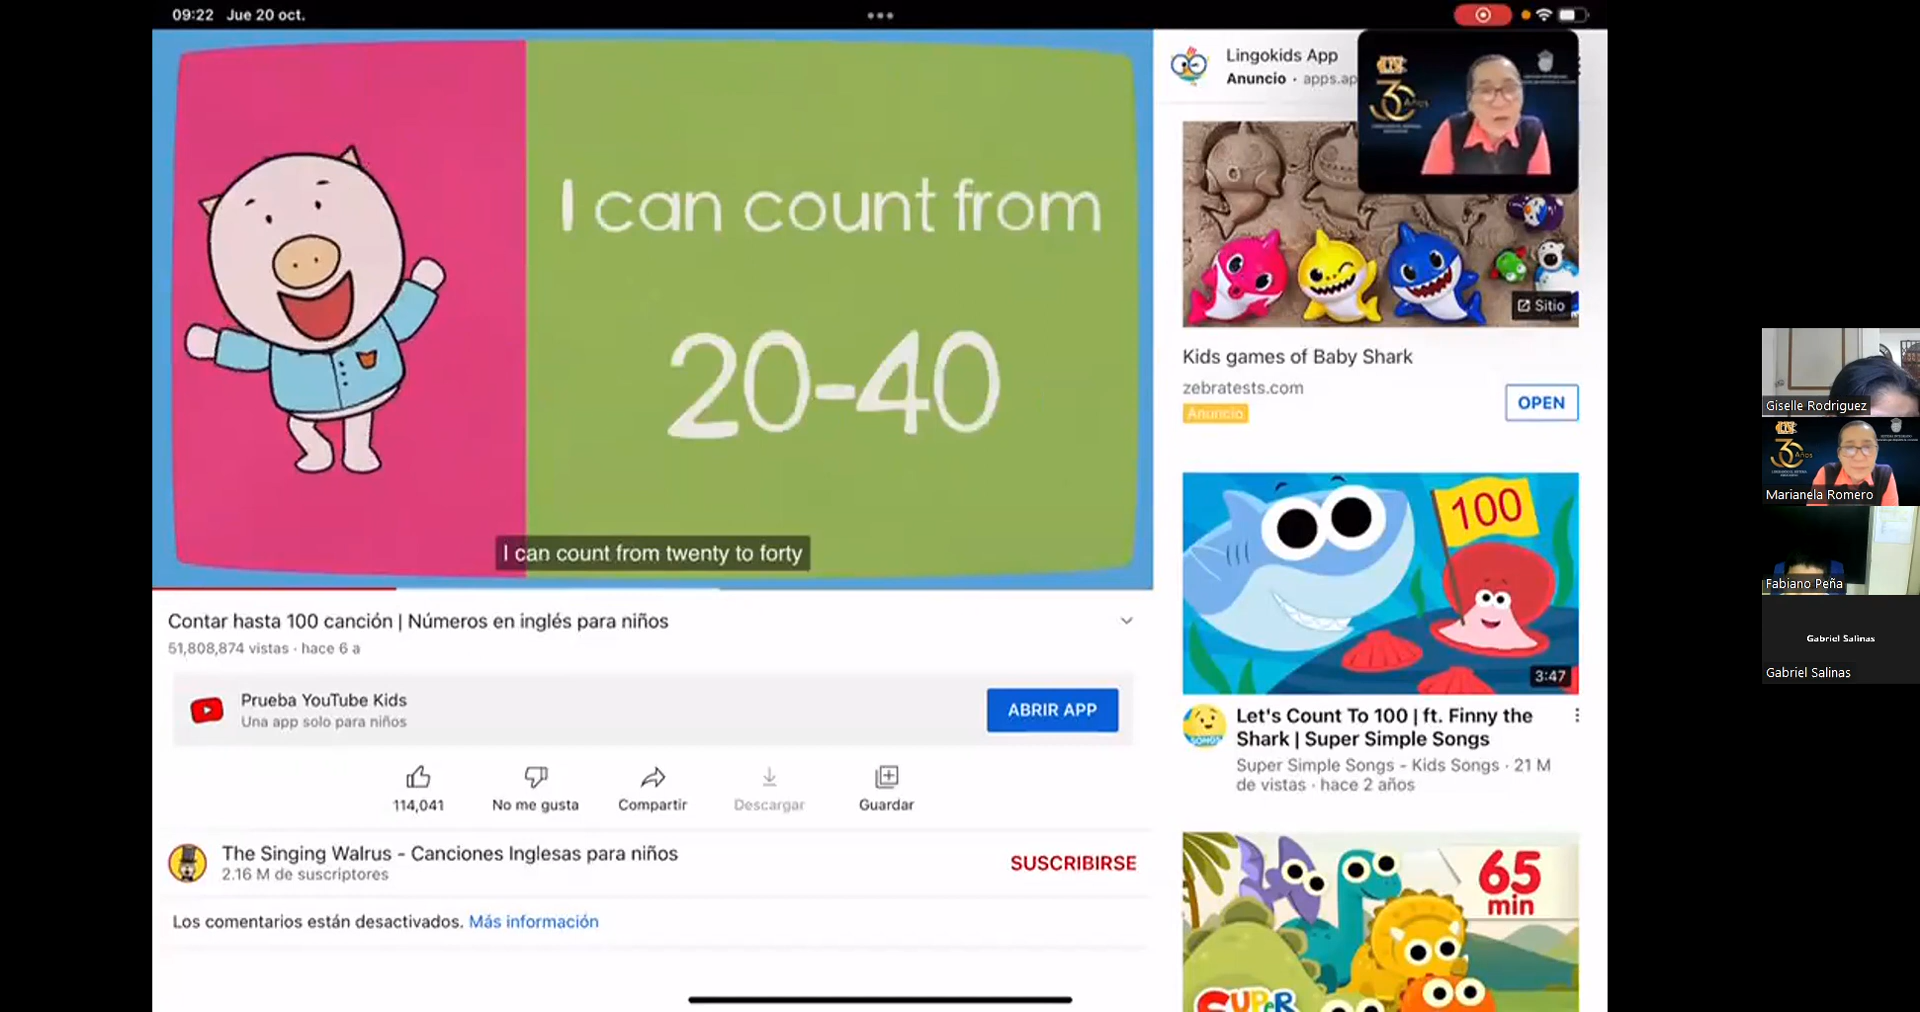 09:22 Jue 20 oct.
I can count from
20-40
I can count from twenty to forty
Contar hasta 100 canción | Números en inglés para niños
51,808,874 vistas · hace 6 a
Prueba YouTube Kids
Una app solo para niños
ABRIR APP
114,041
No me gusta
Compartir
Descargar
Guardar
The Singing Walrus - Canciones Inglesas para niños
2.16 M de suscriptores
SUSCRIBIRSE
Los comentarios están desactivados. Más información
Lingokids App
Anuncio · apps.ap
30 Años
Sitio
Kids games of Baby Shark
zebratests.com
Anuncio
OPEN
100
3:47
SONGS
Let's Count To 100 | ft. Finny the
Shark | Super Simple Songs
Super Simple Songs - Kids Songs · 21 M
de vistas · hace 2 años
65
min
SUPER
Giselle Rodriguez
30 Años
Marianela Romero
Fabiano Peña
Gabriel Salinas
Gabriel Salinas